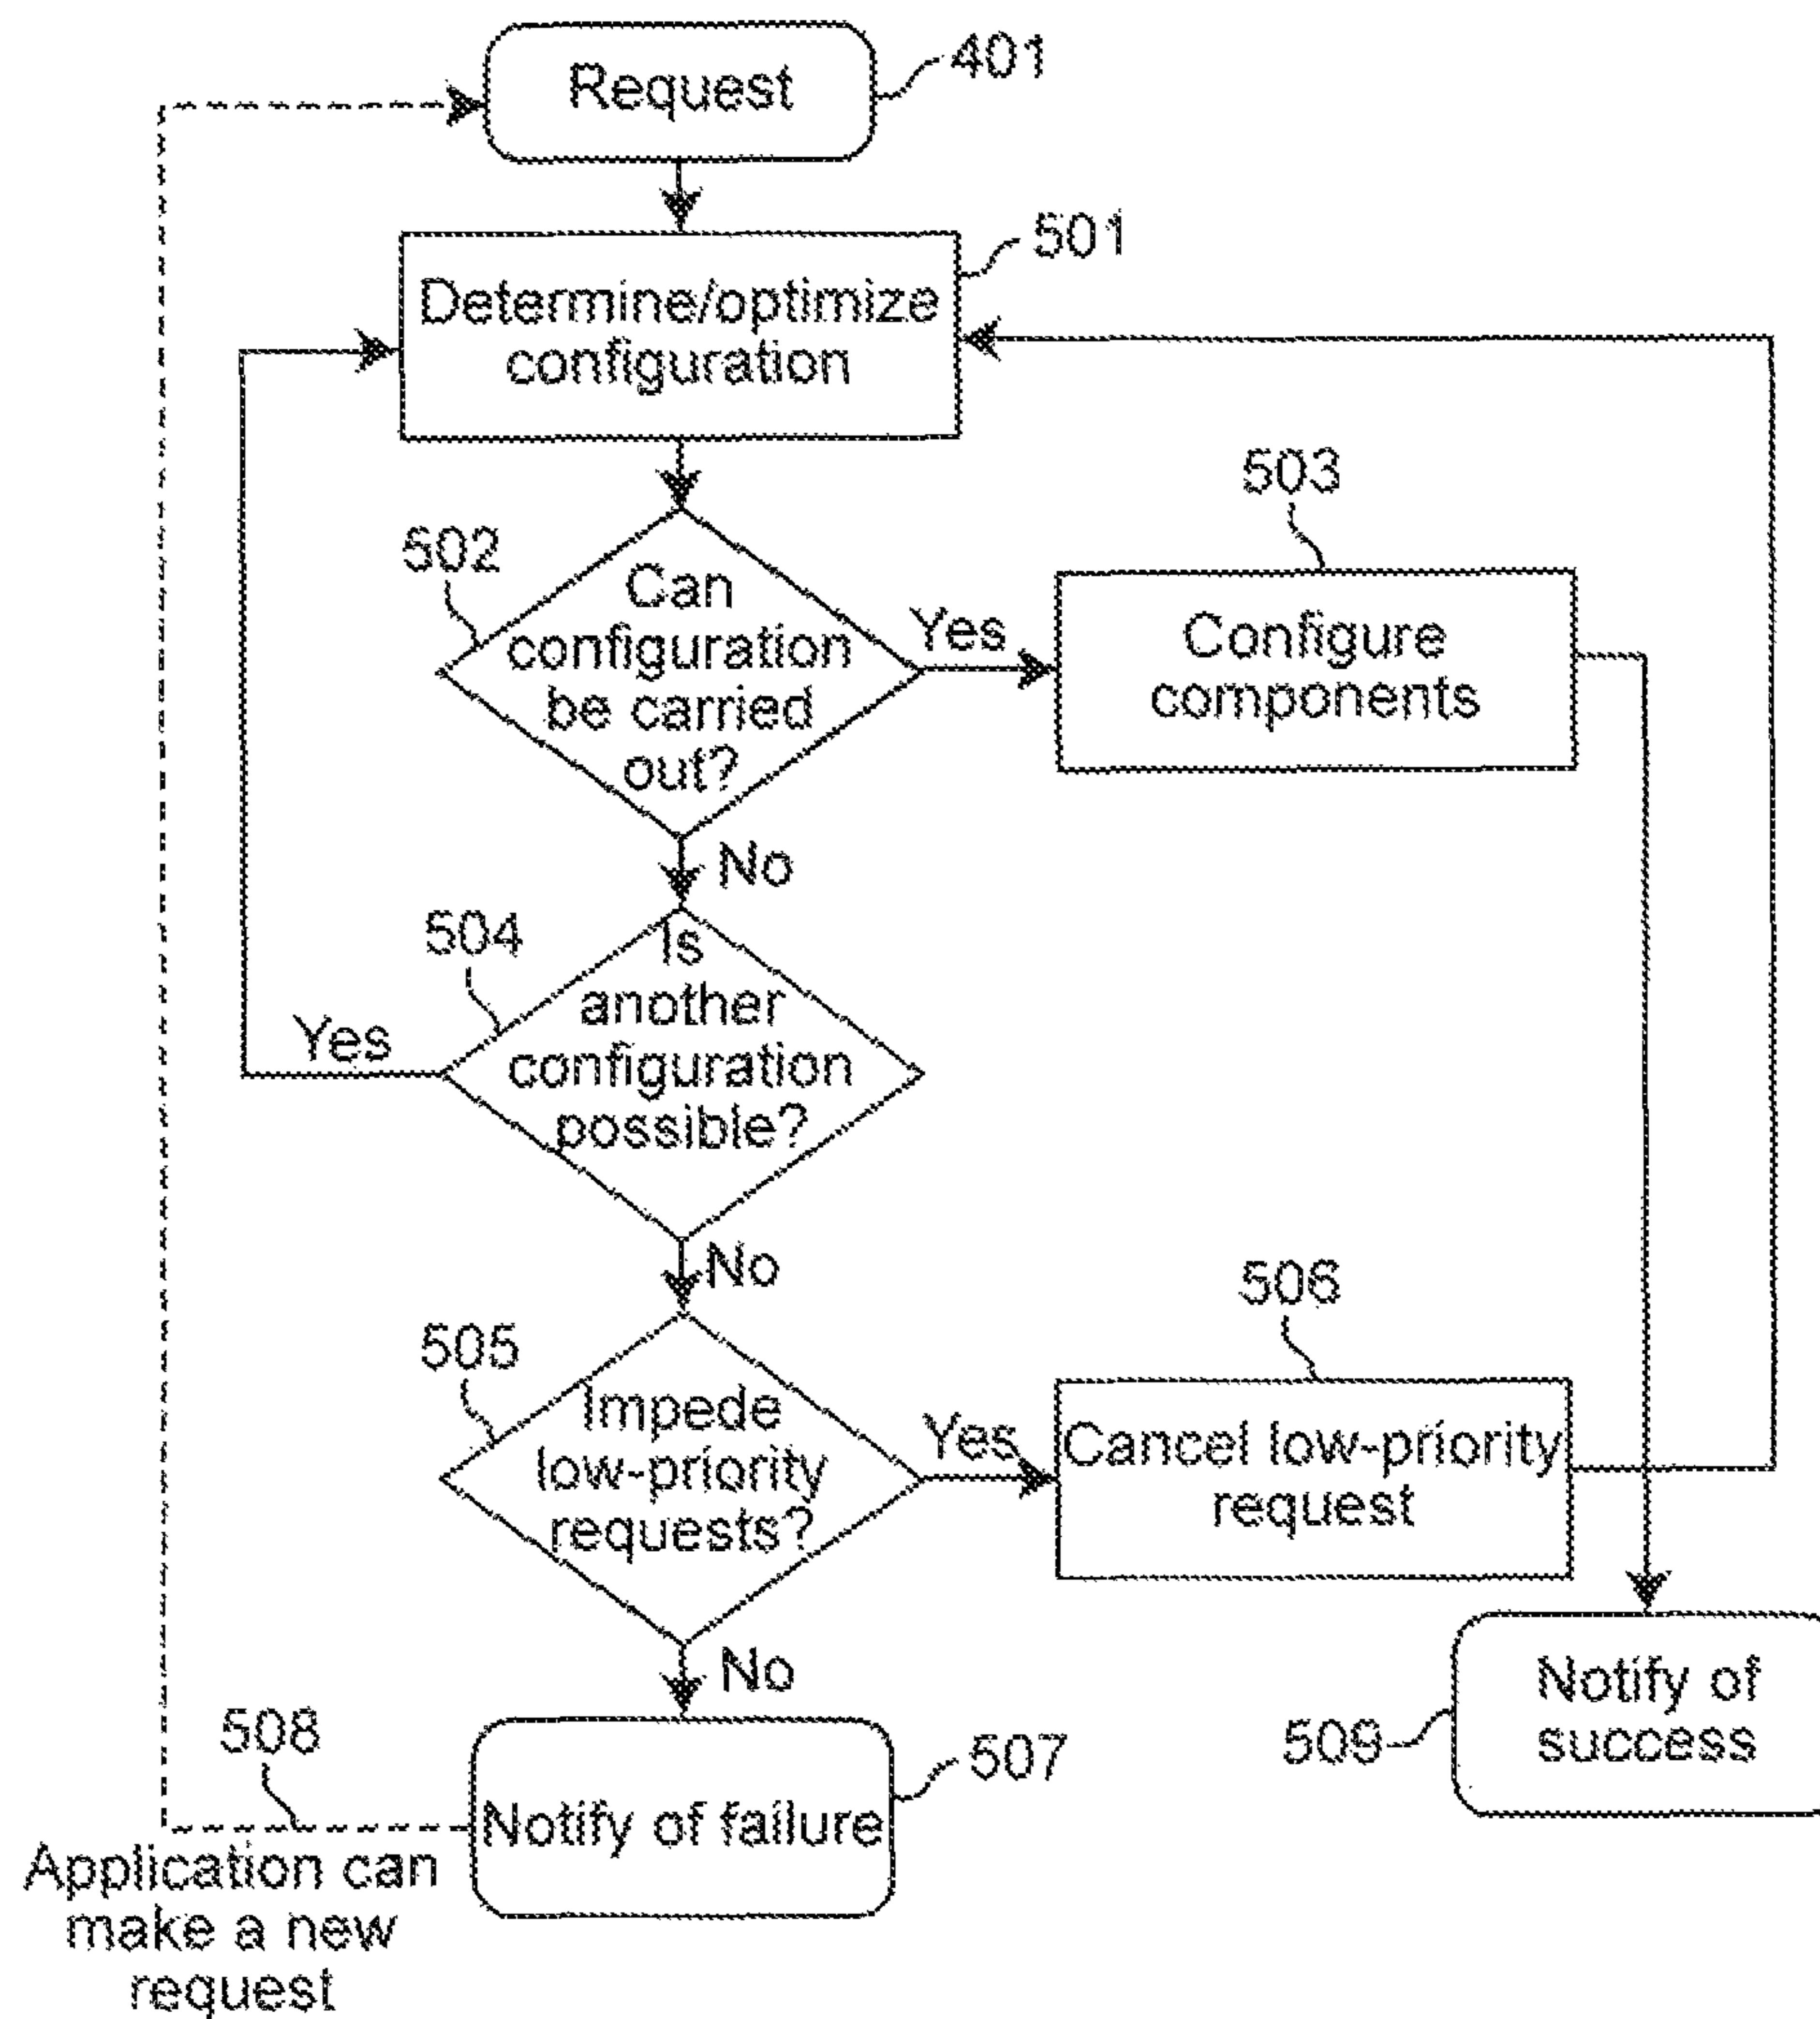 Request
401
501
Determine/optimize
configuration
503
502
Can
configuration
be carried
out?
Yes
Configure
components
No
504
Is
another
configuration
possible?
Yes
No
506
505
Impede
low-priority
requests?
Yes
Cancel low-priority
request
No
Notify of
success
509
508
507
Notify of failure
Application can
make a new
request